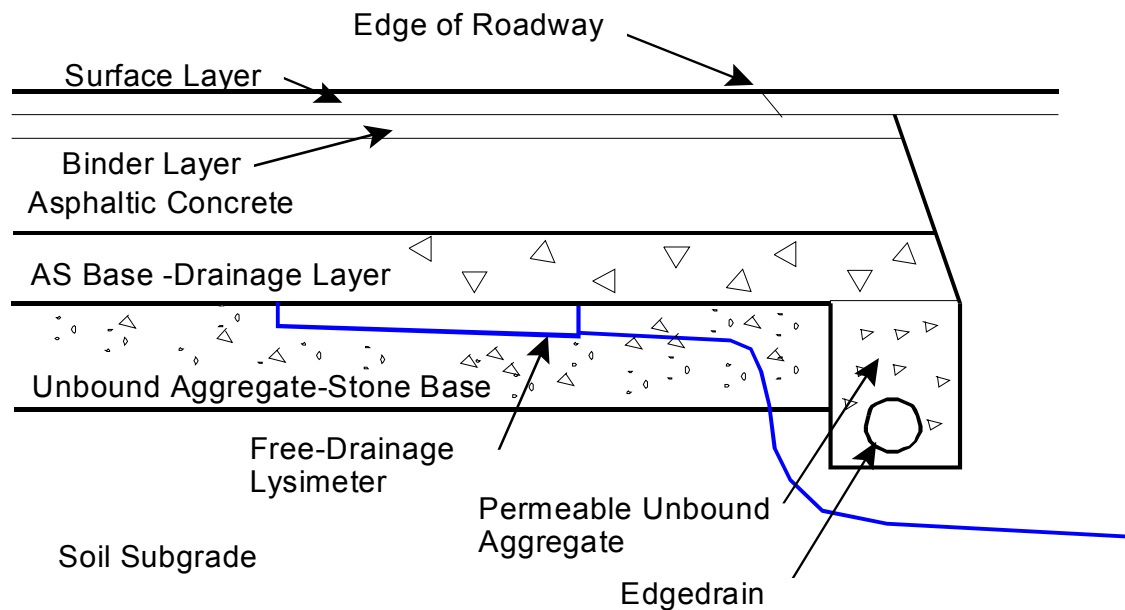 Edge of Roadway
Surface Layer
Binder Layer
Asphaltic Concrete
AS Base -Drainage Layer
Unbound Aggregate-Stone Base
Free-Drainage
Lysimeter
Permeable Unbound
Aggregate
Soil Subgrade
Edgedrain